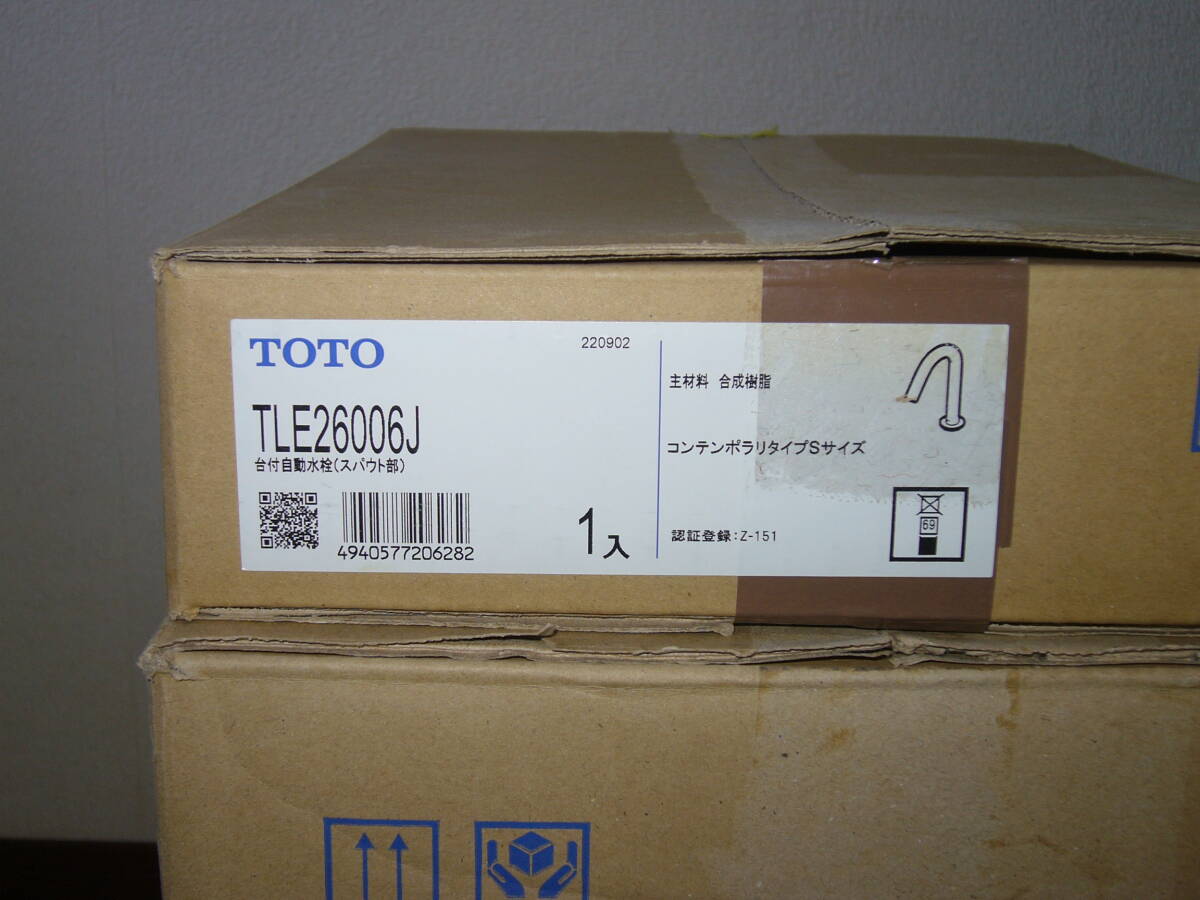 TOTO
220902
TLE26006J
台付自動水栓(スパウト部)
4940577206282
1入
主材料 合成樹脂
コンテンポラリタイプSサイズ
認証登録:Z-151
69